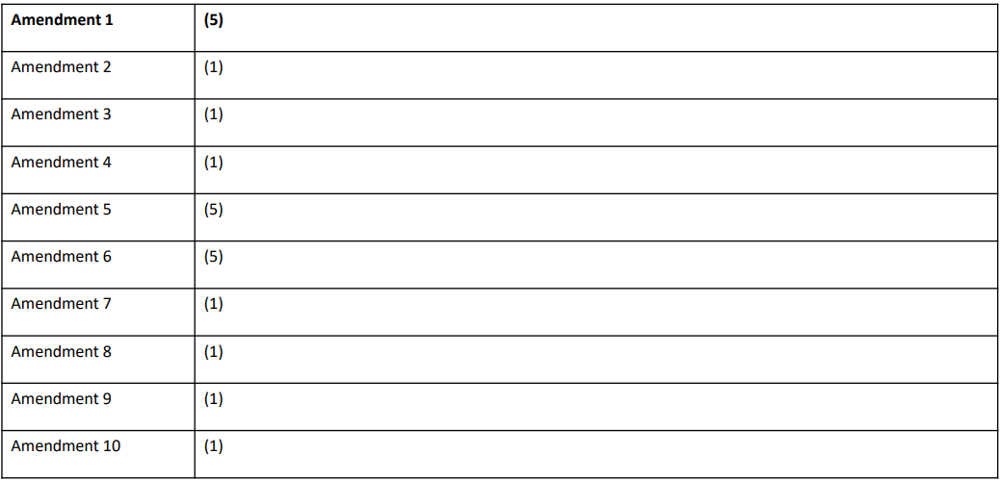 Amendment 1 (5)
Amendment 2 (1)
Amendment 3 (1)
Amendment 4 (1)
Amendment 5 (5)
Amendment 6 (5)
Amendment 7 (1)
Amendment 8 (1)
Amendment 9 (1)
Amendment 10 (1)